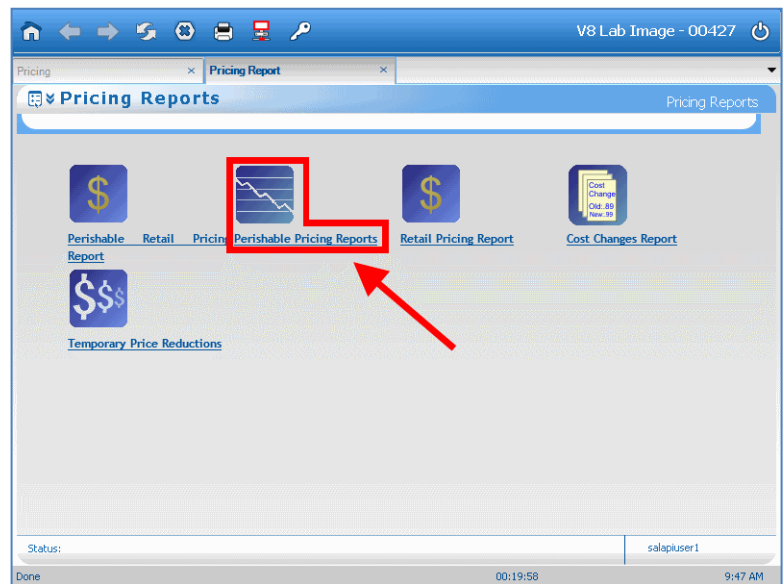 V8 Lab Image - 00427
Pricing × Pricing Report ×
Pricing Reports
Pricing Reports
$ $ Cost Change Old:.89 New:.99
Perishable Retail Pricing Report
Perishable Pricing Reports
Retail Pricing Report
Cost Changes Report
$$$
Temporary Price Reductions
Status: salapiuser1
Done 00:19:58 9:47 AM